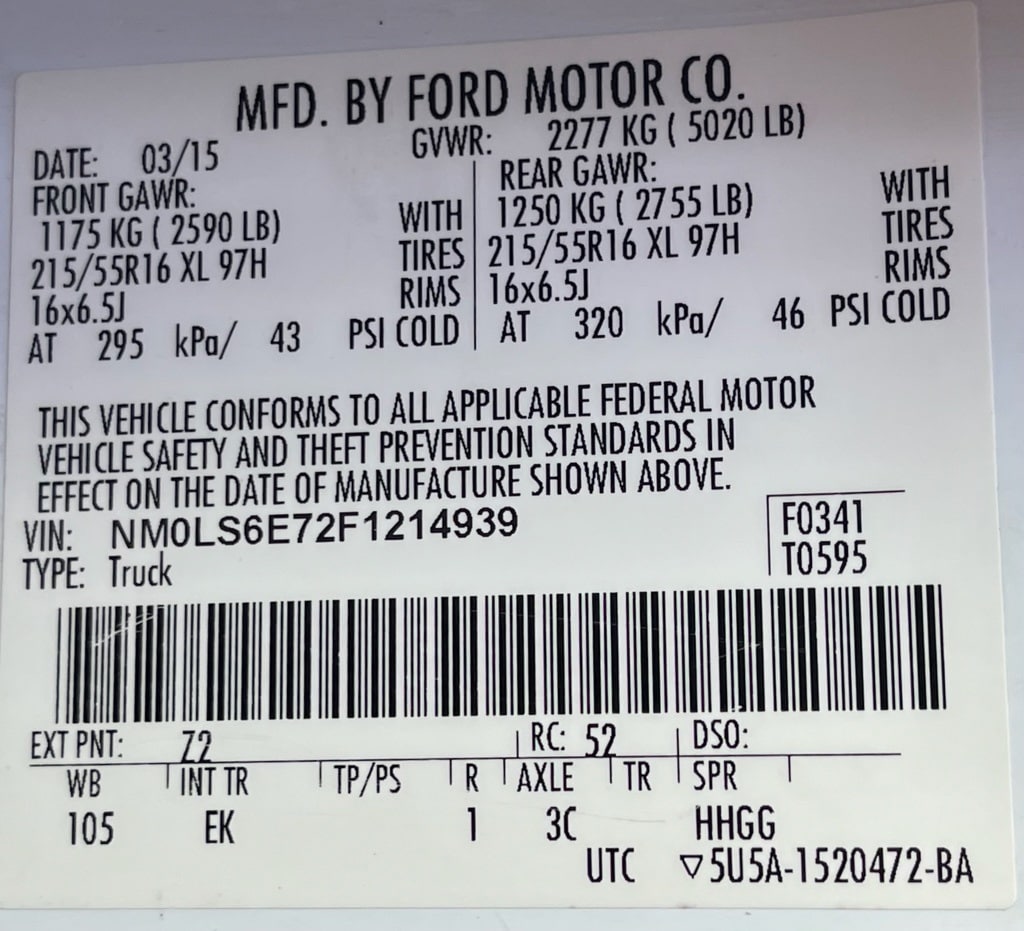 MFD. BY FORD MOTOR CO.
DATE: 03/15 GVWR: 2277 KG ( 5020 LB)
FRONT GAWR: REAR GAWR:
1175 KG ( 2590 LB) WITH 1250 KG ( 2755 LB) WITH
215/55R16 XL 97H TIRES 215/55R16 XL 97H TIRES
16x6.5J RIMS 16x6.5J RIMS
AT 295 kPa/ 43 PSI COLD AT 320 kPa/ 46 PSI COLD
THIS VEHICLE CONFORMS TO ALL APPLICABLE FEDERAL MOTOR
VEHICLE SAFETY AND THEFT PREVENTION STANDARDS IN
EFFECT ON THE DATE OF MANUFACTURE SHOWN ABOVE.
VIN: NM0LS6E72F1214939 F0341
TYPE: Truck T0595
EXT PNT: Z2 RC: 52 DSO:
WB INT TR TP/PS R AXLE TR SPR
105 EK 1 3C HHGG
UTC ▽5U5A-1520472-BA